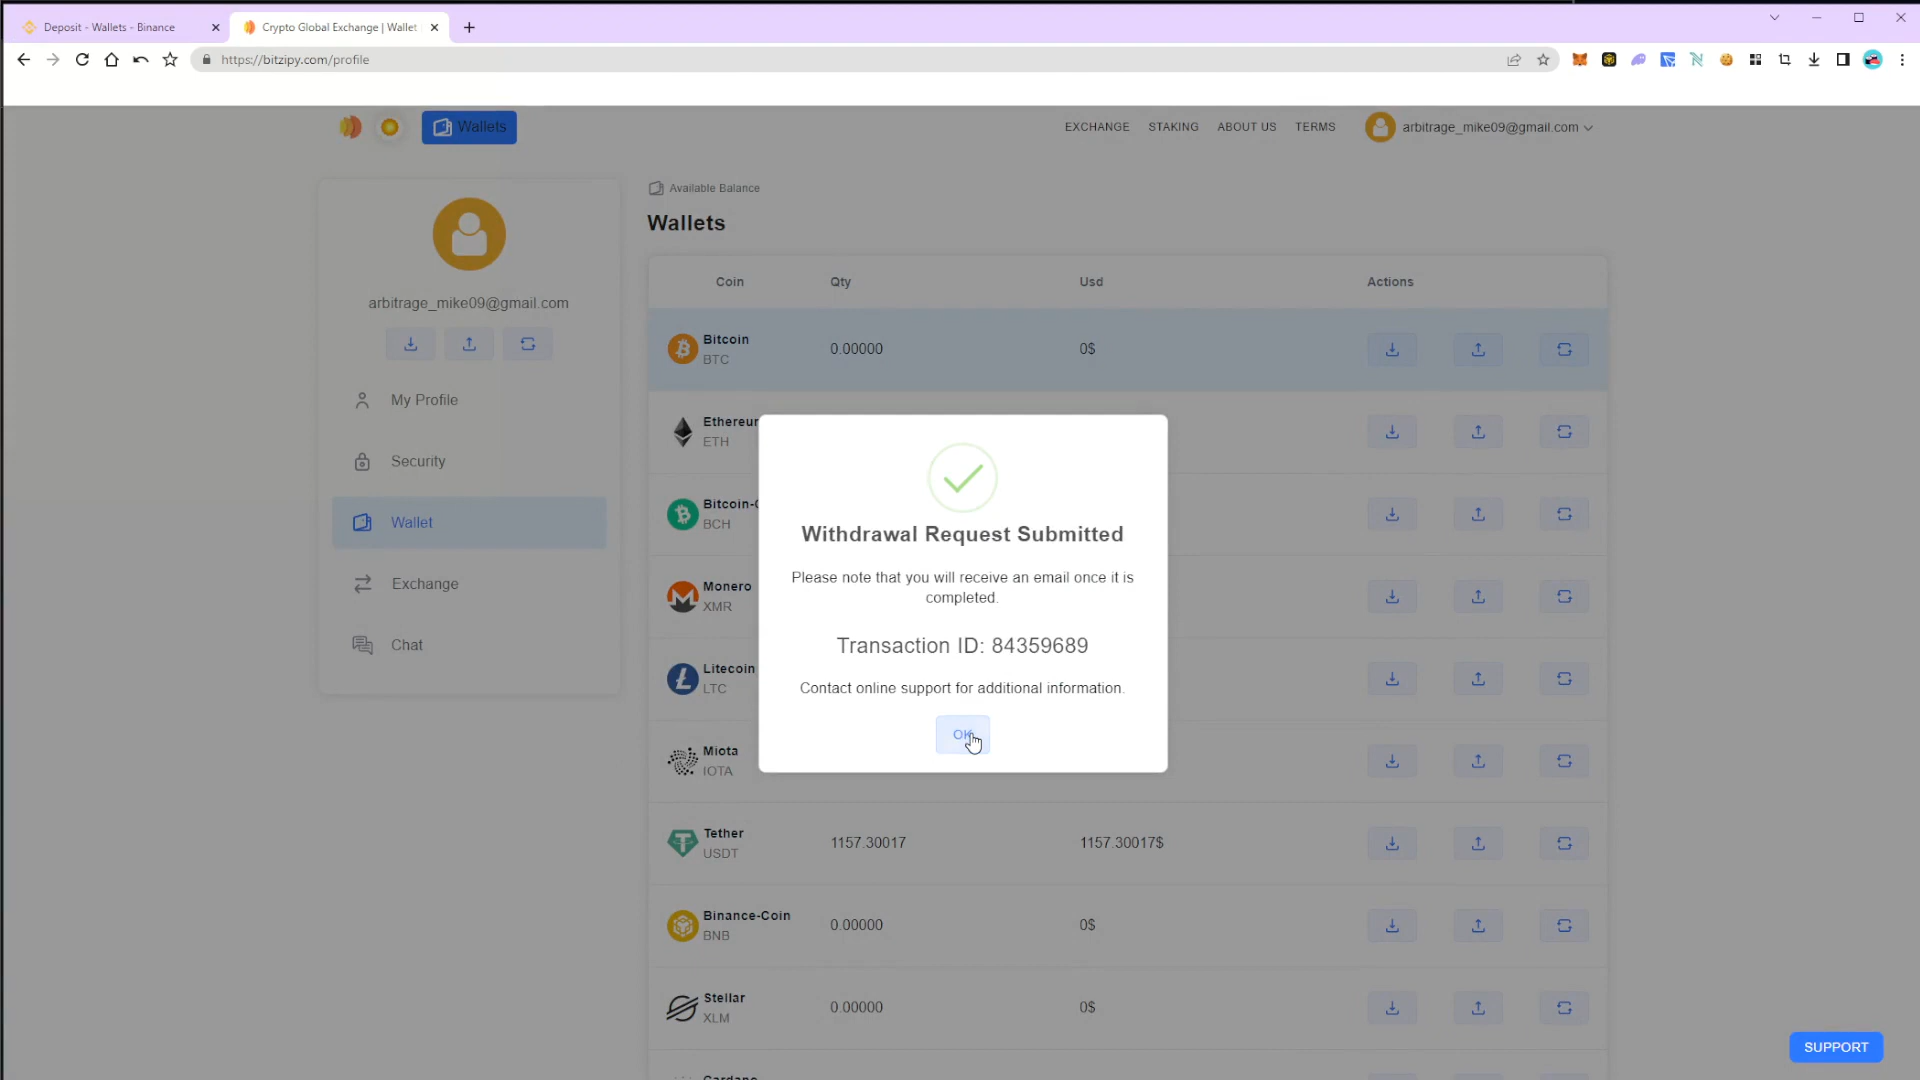 Deposit - Wallets - Binance
Crypto Global Exchange | Wallet
https://bitzipy.com/profile
Wallets
EXCHANGE
STAKING
ABOUT US
TERMS
arbitrage_mike09@gmail.com
arbitrage_mike09@gmail.com
My Profile
Security
Wallet
Exchange
Chat
Available Balance
Wallets
Coin
Qty
Usd
Actions
Bitcoin
BTC
0.00000
0$
Ethereu
ETH
Bitcoin-
BCH
Monero
XMR
Litecoin
LTC
Miota
IOTA
Tether
USDT
1157.30017
1157.30017$
Binance-Coin
BNB
0.00000
0$
Stellar
XLM
0.00000
0$
Withdrawal Request Submitted
Please note that you will receive an email once it is
completed.
Transaction ID: 84359689
Contact online support for additional information.
OK
SUPPORT